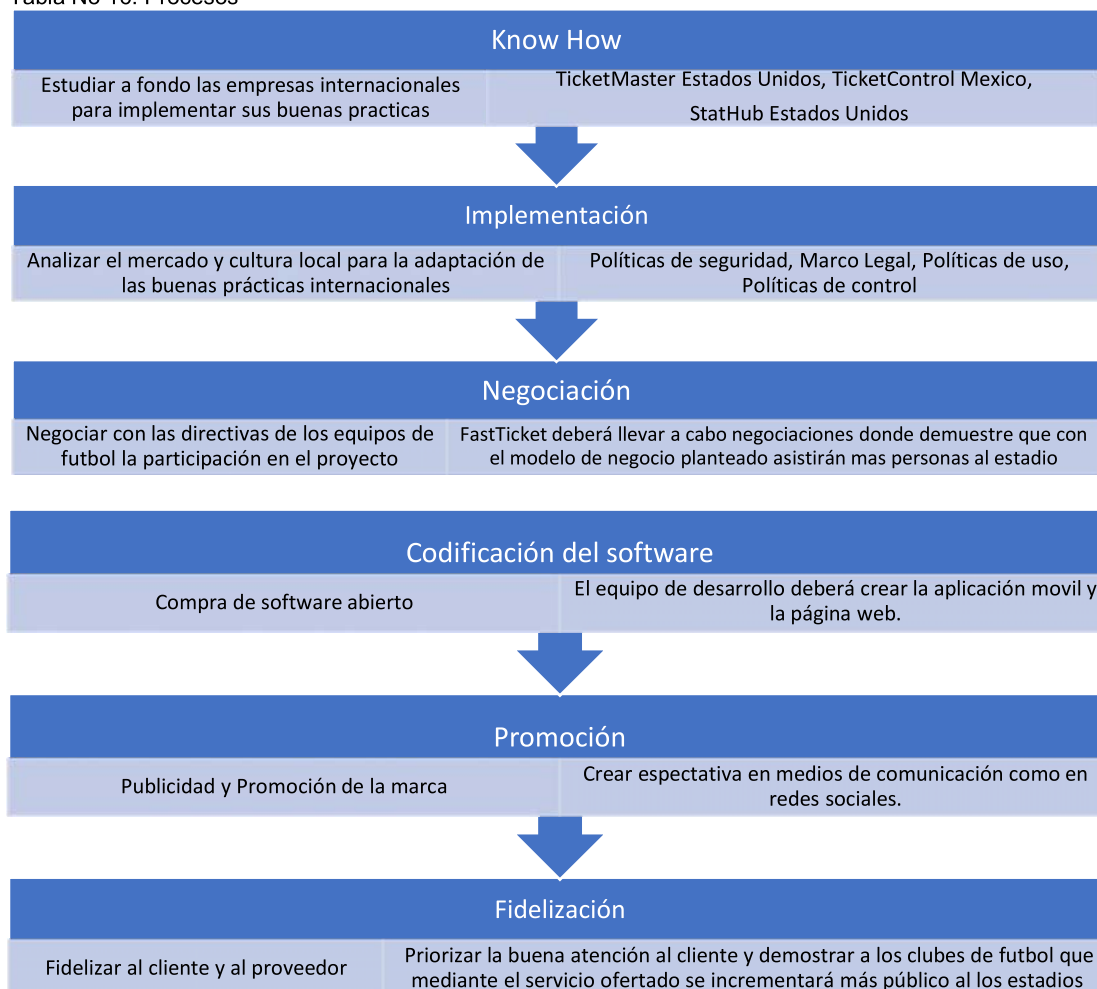 Tabla No 10. Procesos
Know How
Estudiar a fondo las empresas internacionales
para implementar sus buenas practicas
TicketMaster Estados Unidos, TicketControl Mexico,
StatHub Estados Unidos
Implementación
Analizar el mercado y cultura local para la adaptación de
las buenas prácticas internacionales
Políticas de seguridad, Marco Legal, Políticas de uso,
Políticas de control
Negociación
Negociar con las directivas de los equipos de
futbol la participación en el proyecto
FastTicket deberá llevar a cabo negociaciones donde demuestre que con
el modelo de negocio planteado asistirán mas personas al estadio
Codificación del software
Compra de software abierto
El equipo de desarrollo deberá crear la aplicación movil y
la página web.
Promoción
Publicidad y Promoción de la marca
Crear espectativa en medios de comunicación como en
redes sociales.
Fidelización
Fidelizar al cliente y al proveedor
Priorizar la buena atención al cliente y demostrar a los clubes de futbol que
mediante el servicio ofertado se incrementará más público al los estadios